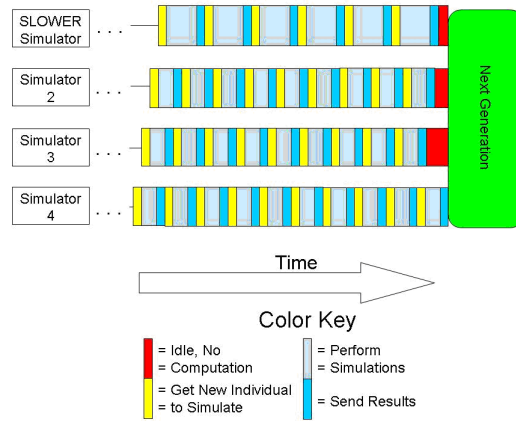 SLOWER
Simulator
. . .
Simulator
2
. . .
Simulator
3
. . .
Simulator
4
. . .
Next Generation
Time
Color Key
= Idle, No
= Computation
= Get New Individual
= to Simulate
= Perform
= Simulations
= Send Results